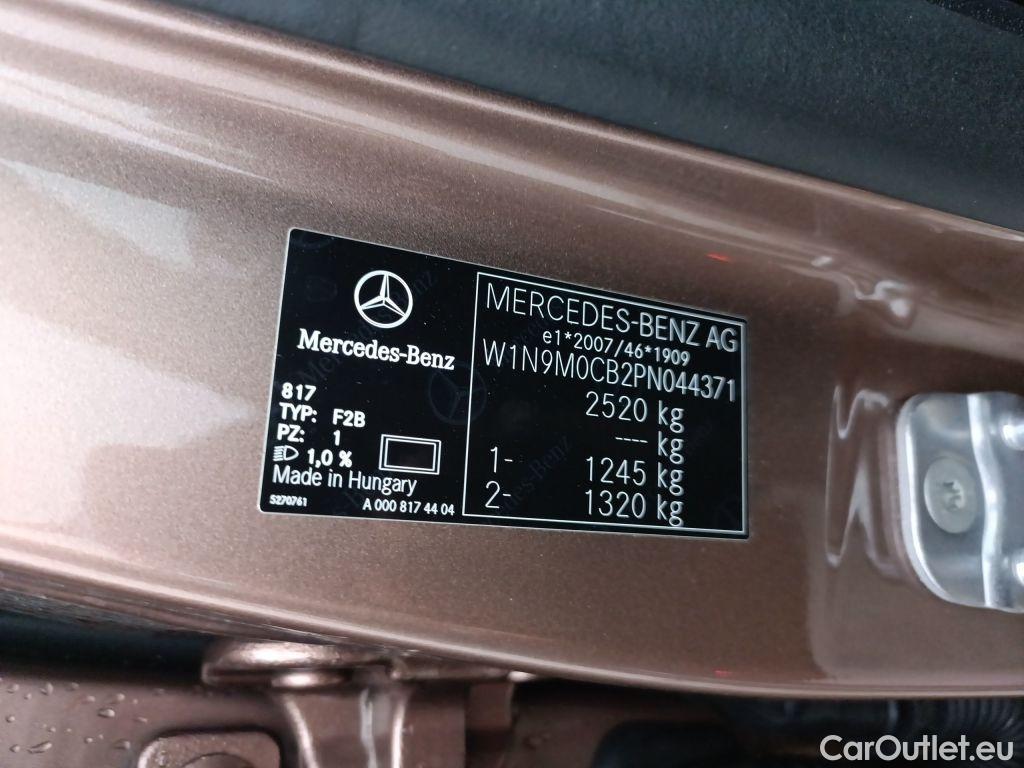 Mercedes-Benz
817
TYP: F2B
PZ: 1
1,0 %
Made in Hungary
S270761 A 000 817 44 04
MERCEDES-BENZ AG
e1*2007/46*1909
W1N9M0CB2PN044371
2520 kg
---- kg
1- 1245 kg
2- 1320 kg
CarOutlet.eu